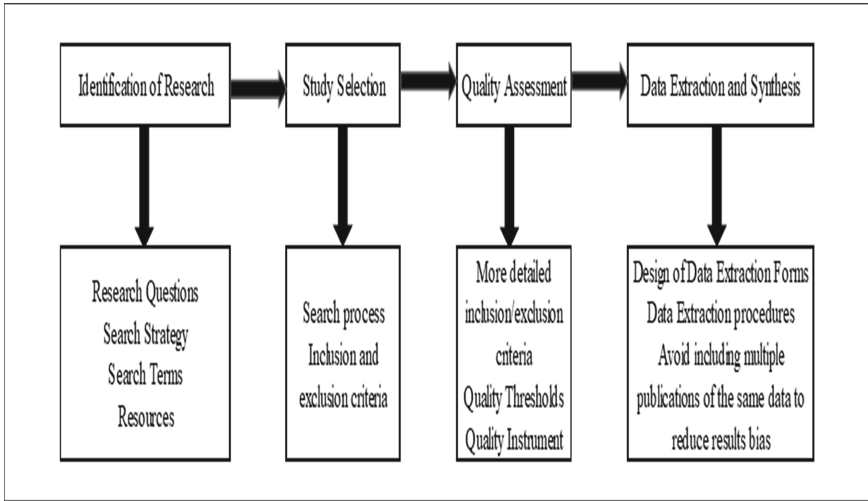 Identification of Research
Study Selection
Quality Assessment
Data Extraction and Synthesis
Research Questions
Search Strategy
Search Terms
Resources
Search process
Inclusion and
exclusion criteria
More detailed
inclusion/exclusion
criteria
Quality Thresholds
Quality Instrument
Design of Data Extraction Forms
Data Extraction procedures
Avoid including multiple
publications of the same data to
reduce results bias